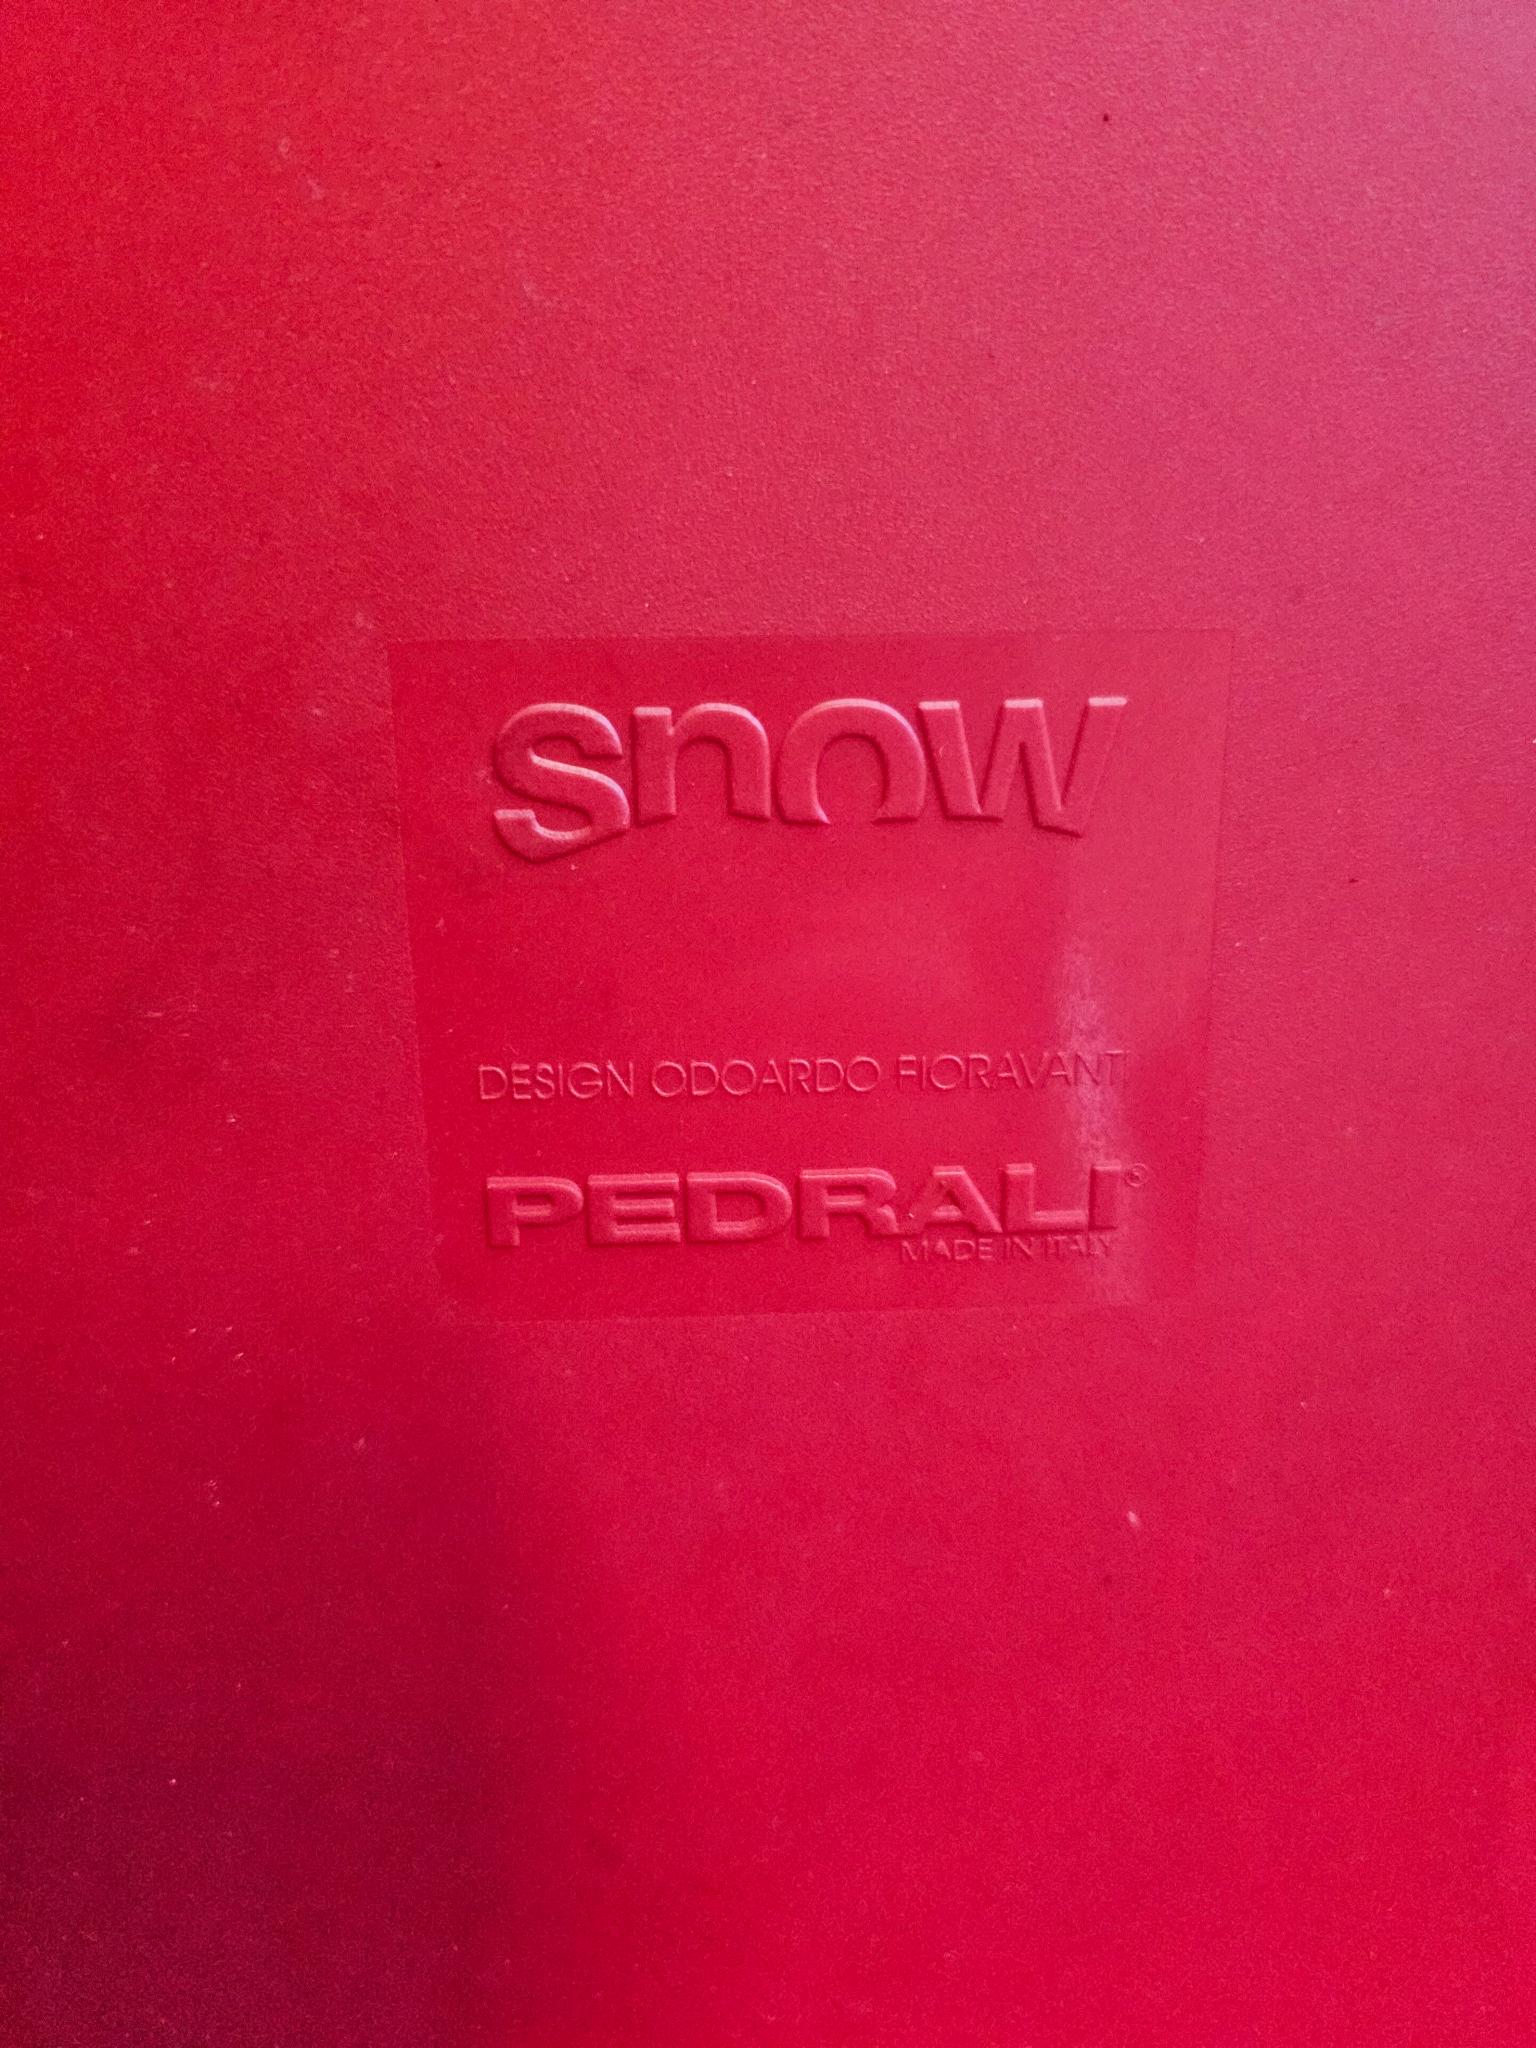 snow
DESIGN ODOARDO FIORAVANTI
PEDRALI®
MADE IN ITALY